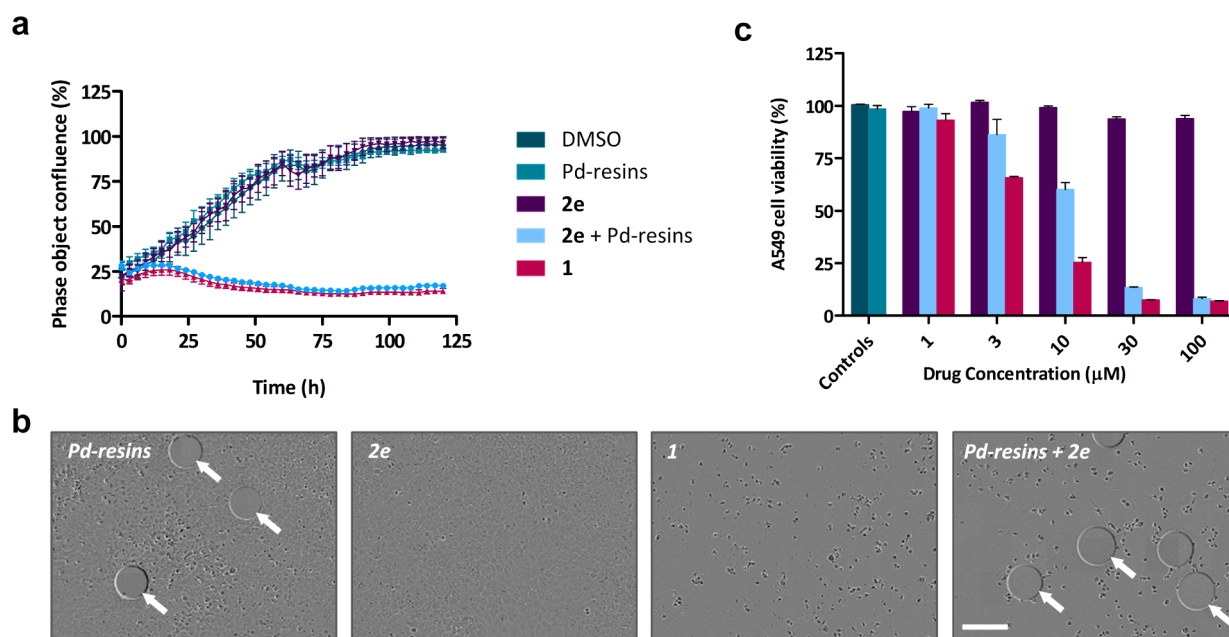 a
Phase object confluence (%)
125
100
75
50
25
0
0 25 50 75 100 125
Time (h)
DMSO
Pd-resins
2e
2e + Pd-resins
1
c
A549 cell viability (%)
125
100
75
50
25
0
Controls 1 3 10 30 100
Drug Concentration (μM)
b
Pd-resins
2e
1
Pd-resins + 2e